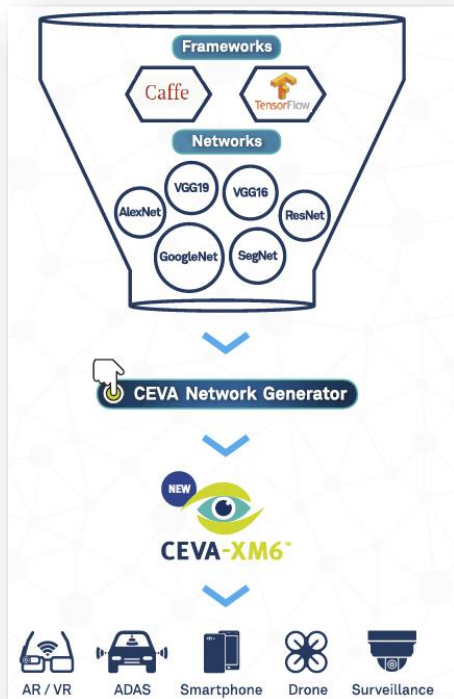 Frameworks
Caffe
TensorFlow
Networks
VGG19
VGG16
AlexNet
ResNet
GoogleNet
SegNet
CEVA Network Generator
NEW
CEVA-XM6™
AR / VR
ADAS
Smartphone
Drone
Surveillance